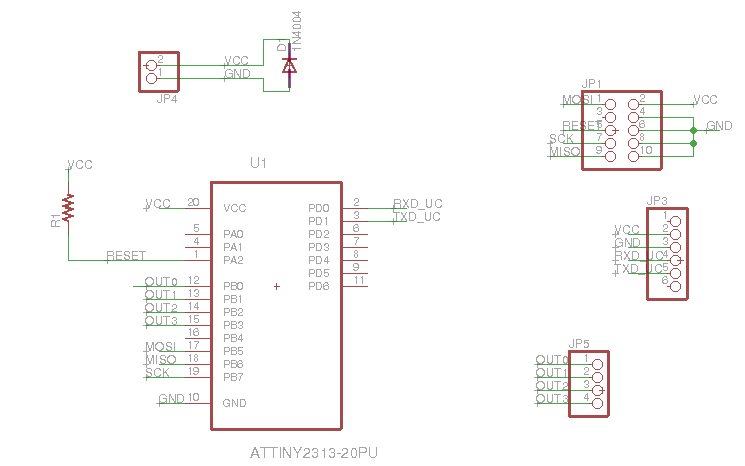 JP4
2
1
VCC
GND
D1
1N4004
JP1
MOSI 1 2 VCC
3 4
RESET 5 6 GND
SCK 7 8
MISO 9 10
VCC
R1
RESET
U1
VCC 20 VCC PD0 2 RXD_UC
PD1 3 TXD_UC
5 PA0 PD2 6
4 PA1 PD3 7
1 PA2 PD4 8
PD5 9
OUT0 12 PB0 PD6 11
OUT1 13 PB1
OUT2 14 PB2
OUT3 15 PB3
16 PB4
MOSI 17 PB5
MISO 18 PB6
SCK 19 PB7
GND 10 GND
ATTINY2313-20PU
JP3
1
VCC 2
GND 3
RXD_UC 4
TXD_UC 5
6
JP5
OUT0 1
OUT1 2
OUT2 3
OUT3 4